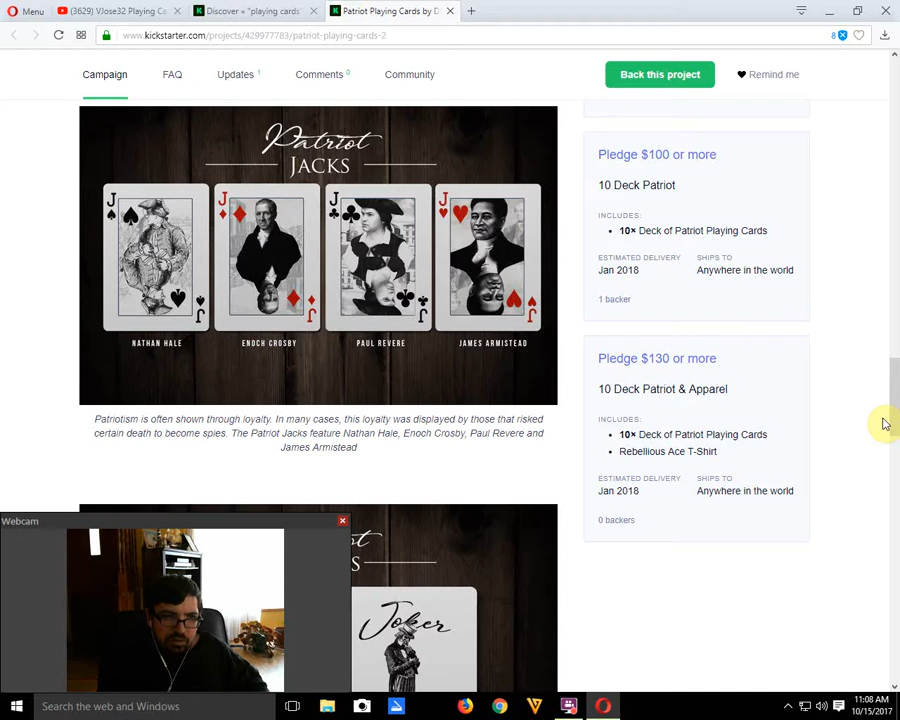 Menu
(3629) VJose32 Playing Ca
Discover » "playing cards"
Patriot Playing Cards by D
www.kickstarter.com/projects/429977783/patriot-playing-cards-2
8
Campaign
FAQ
Updates 1
Comments 0
Community
Back this project
Remind me
Patriot
JACKS
J
J
J
J
J
J
J
J
NATHAN HALE
ENOCH CROSBY
PAUL REVERE
JAMES ARMISTEAD
Patriotism is often shown through loyalty. In many cases, this loyalty was displayed by those that risked
certain death to become spies. The Patriot Jacks feature Nathan Hale, Enoch Crosby, Paul Revere and
James Armistead
Pledge $100 or more
10 Deck Patriot
INCLUDES:
• 10× Deck of Patriot Playing Cards
ESTIMATED DELIVERY
SHIPS TO
Jan 2018
Anywhere in the world
1 backer
Pledge $130 or more
10 Deck Patriot & Apparel
INCLUDES:
• 10× Deck of Patriot Playing Cards
• Rebellious Ace T-Shirt
ESTIMATED DELIVERY
SHIPS TO
Jan 2018
Anywhere in the world
0 backers
Webcam
Joker
Search the web and Windows
11:08 AM
10/15/2017